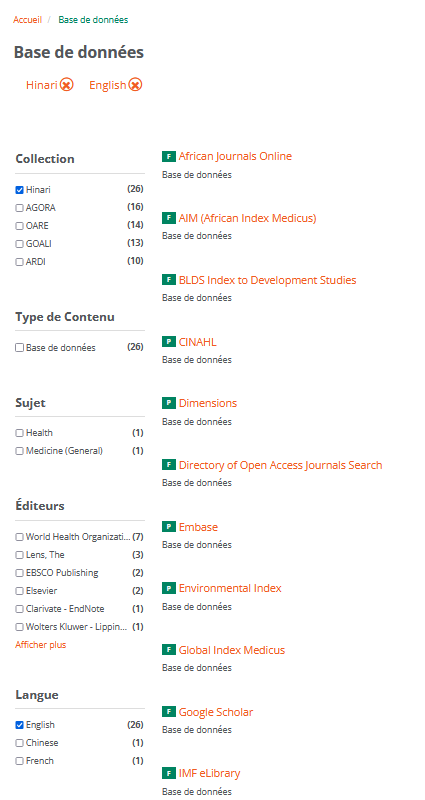 Accueil / Base de données
Base de données
Hinari English
Collection
Hinari (26)
AGORA (16)
OARE (14)
GOALI (13)
ARDI (10)
Type de Contenu
Base de données (26)
Sujet
Health (1)
Medicine (General) (1)
Éditeurs
World Health Organizati... (7)
Lens, The (3)
EBSCO Publishing (2)
Elsevier (2)
Clarivate - EndNote (1)
Wolters Kluwer - Lippin... (1)
Afficher plus
Langue
English (26)
Chinese (1)
French (1)
F African Journals Online
Base de données
F AIM (African Index Medicus)
Base de données
F BLDS Index to Development Studies
Base de données
P CINAHL
Base de données
P Dimensions
Base de données
F Directory of Open Access Journals Search
Base de données
P Embase
Base de données
F Environmental Index
Base de données
F Global Index Medicus
Base de données
F Google Scholar
Base de données
F IMF eLibrary
Base de données